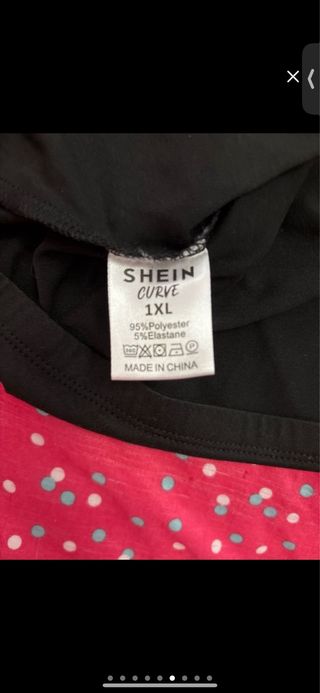 SHEIN
CURVE
1XL
95%Polyester
5%Elastane
MADE IN CHINA